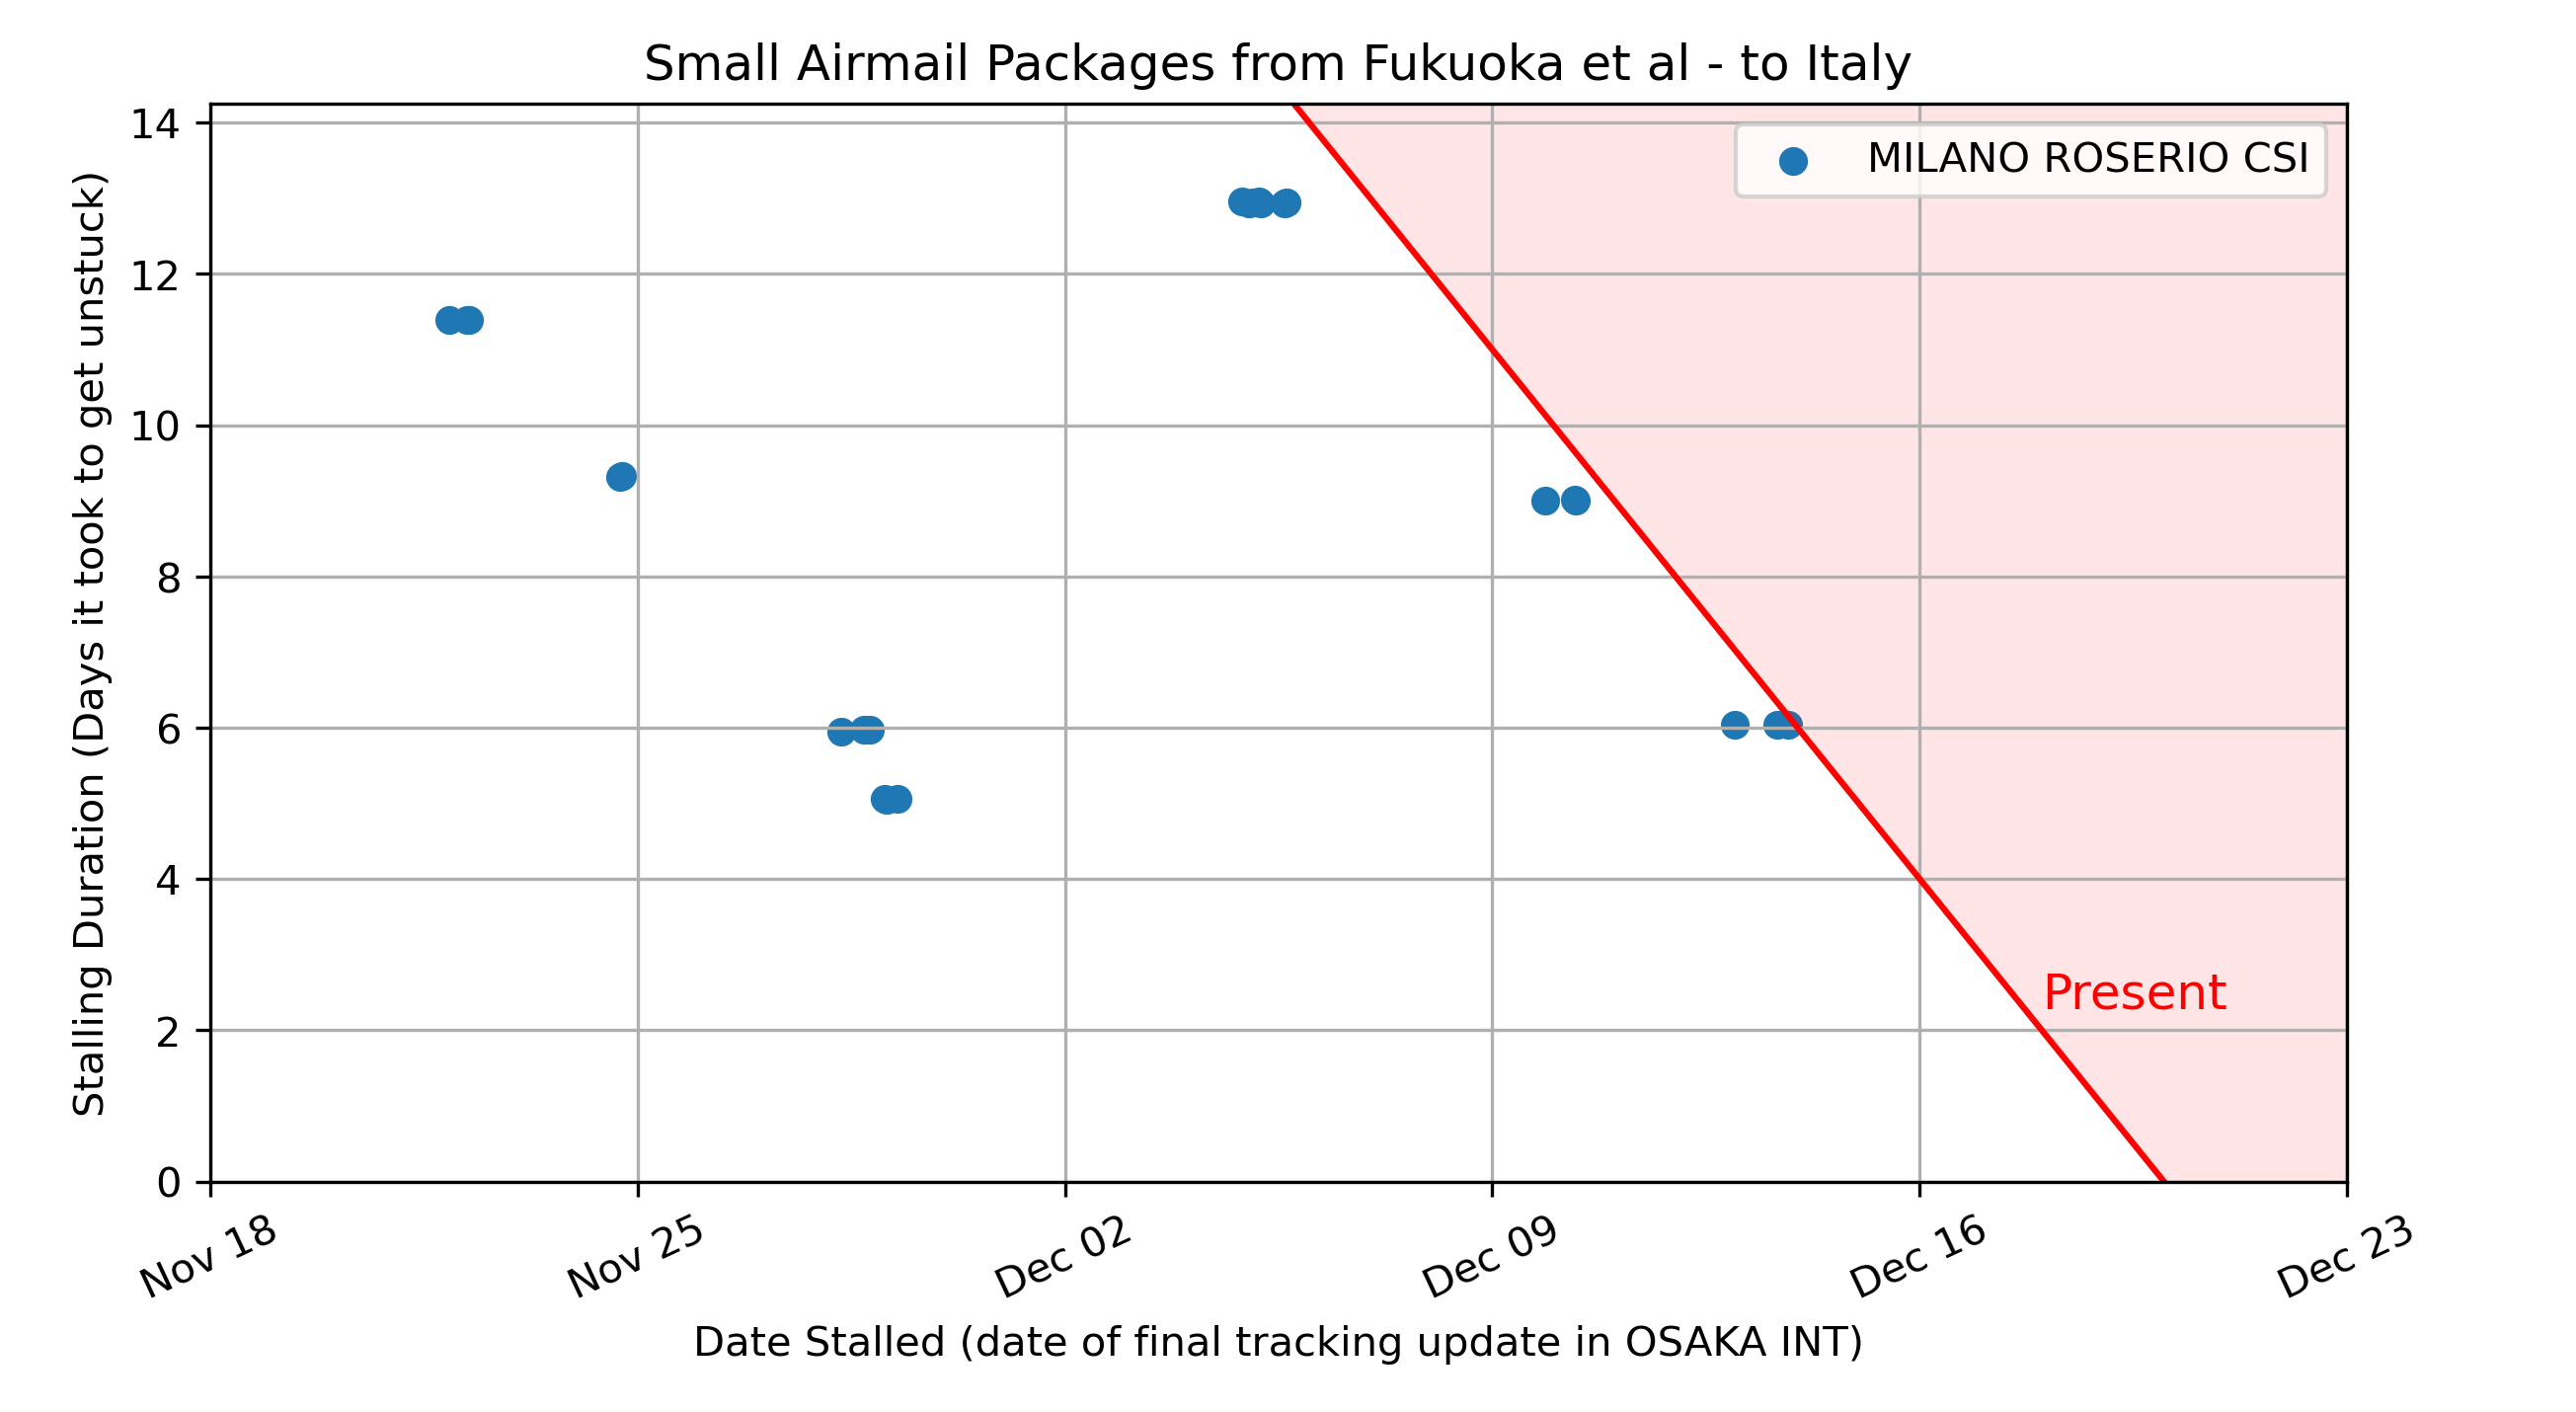 Small Airmail Packages from Fukuoka et al - to Italy
Stalling Duration (Days it took to get unstuck)
14
12
10
8
6
4
2
0
MILANO ROSERIO CSI
Present
Nov 18
Nov 25
Dec 02
Dec 09
Dec 16
Dec 23
Date Stalled (date of final tracking update in OSAKA INT)